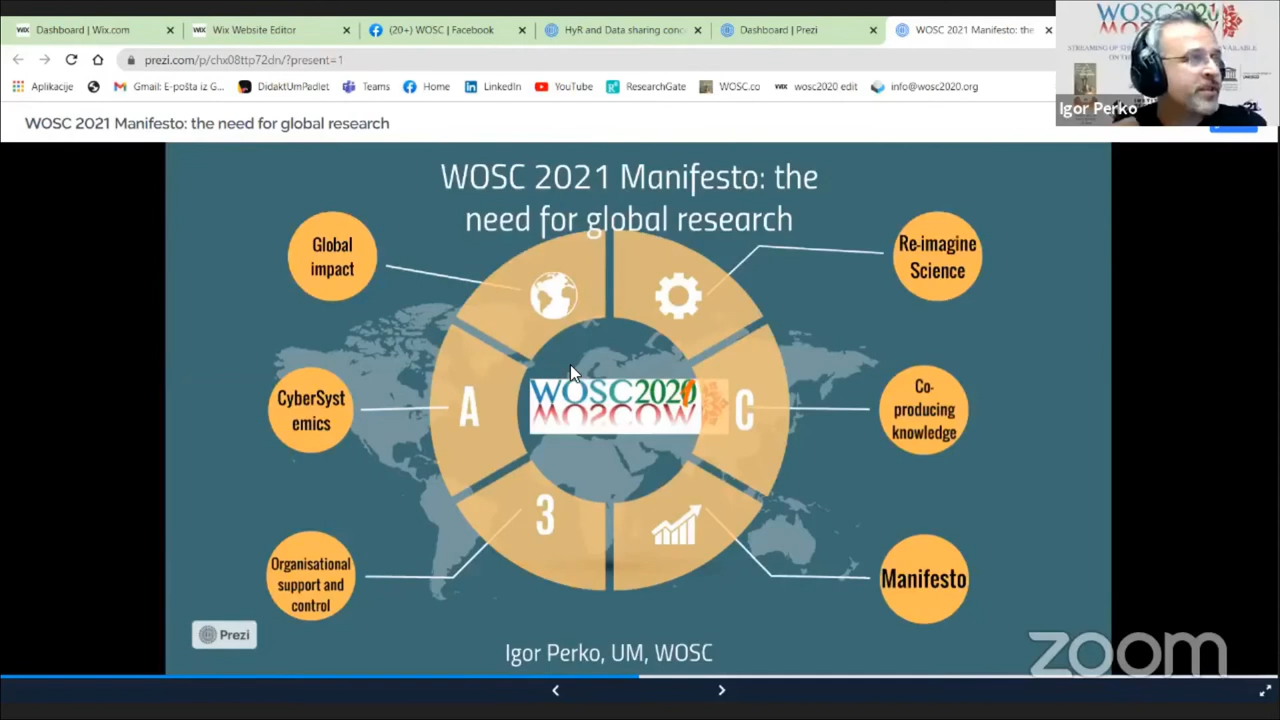 Dashboard | Wix.com
Wix Website Editor
(20+) WOSC | Facebook
HyR and Data sharing conc
Dashboard | Prezi
WOSC 2021 Manifesto: the
prezi.com/p/chx08ttp72dn/?present=1
Aplikacije
Gmail: E-pošta iz G...
DidaktUmPadlet
Teams
Home
LinkedIn
YouTube
ResearchGate
WOSC.co
WIX wosc2020 edit
info@wosc2020.org
WOSC 2021
Igor Perko
WOSC 2021 Manifesto: the need for global research
WOSC 2021 Manifesto: the
need for global research
Global
impact
Re-imagine
Science
CyberSyst
emics
A
WOSC2020
MOSCOW
C
Co-
producing
knowledge
Organisational
support and
control
3
Manifesto
Prezi
Igor Perko, UM, WOSC
zoom